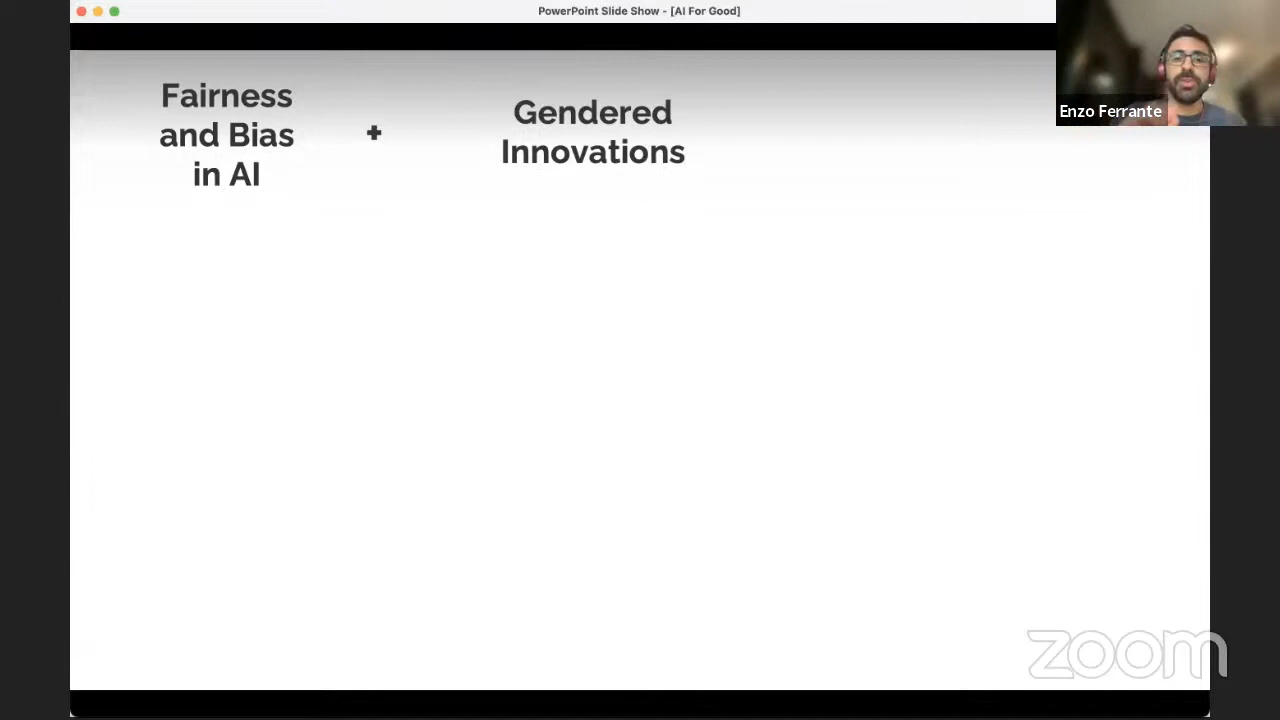 PowerPoint Slide Show - [AI For Good]
Fairness
and Bias
in AI
+
Gendered
Innovations
Enzo Ferrante
zoom